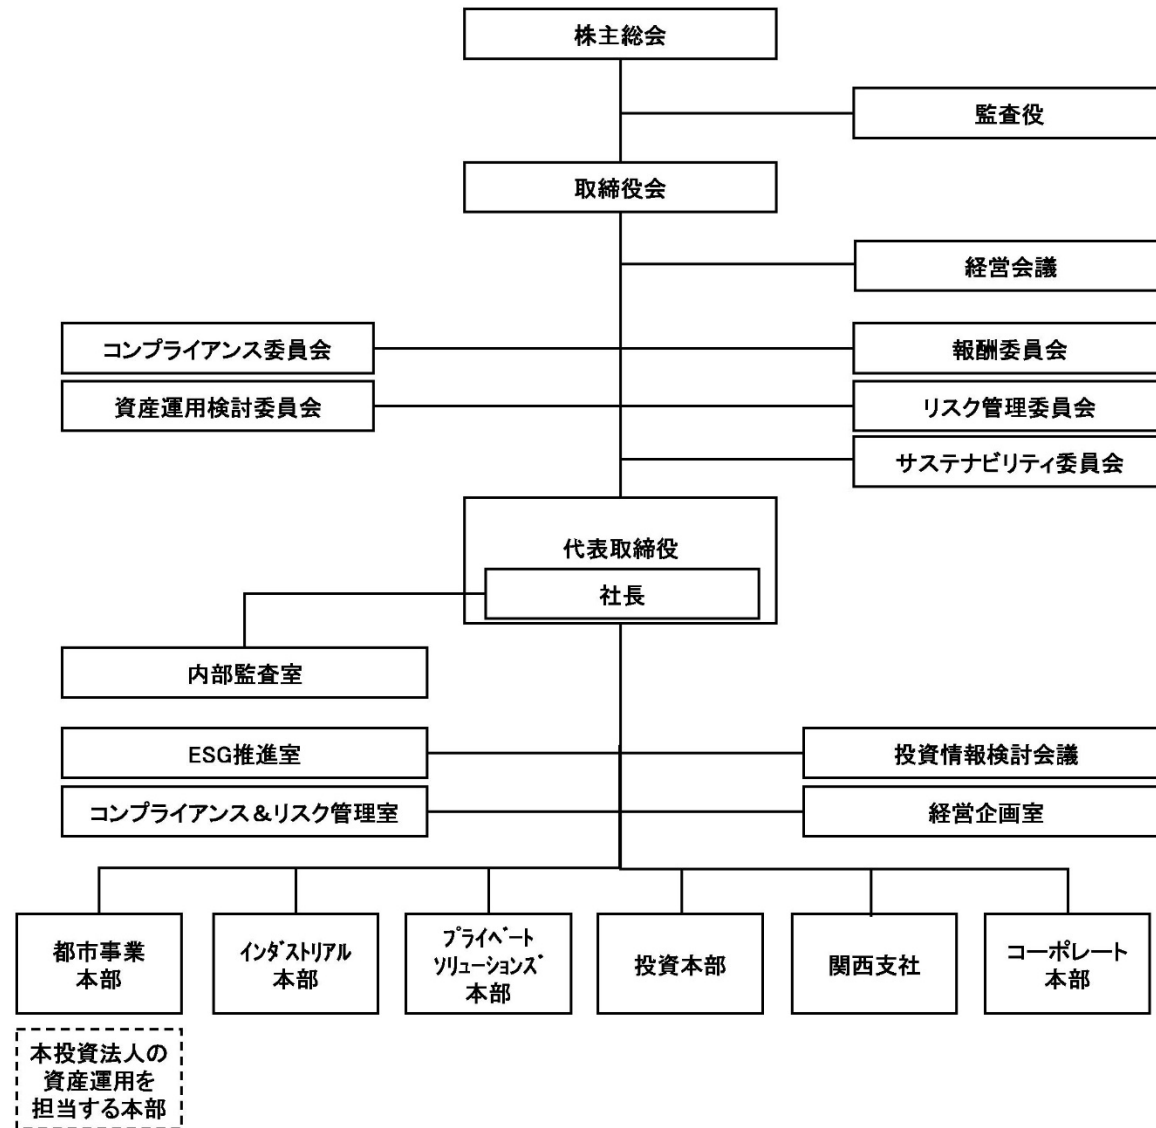 株主総会
監査役
取締役会
経営会議
コンプライアンス委員会
報酬委員会
資産運用検討委員会
リスク管理委員会
サステナビリティ委員会
代表取締役
社長
内部監査室
ESG推進室
投資情報検討会議
コンプライアンス＆リスク管理室
経営企画室
都市事業
本部
ｲﾝﾀﾞｽﾄﾘｱﾙ
本部
ﾌﾟﾗｲﾍﾞｰﾄ
ｿﾘｭｰｼｮﾝｽﾞ
本部
投資本部
関西支社
コーポレート
本部
本投資法人の
資産運用を
担当する本部